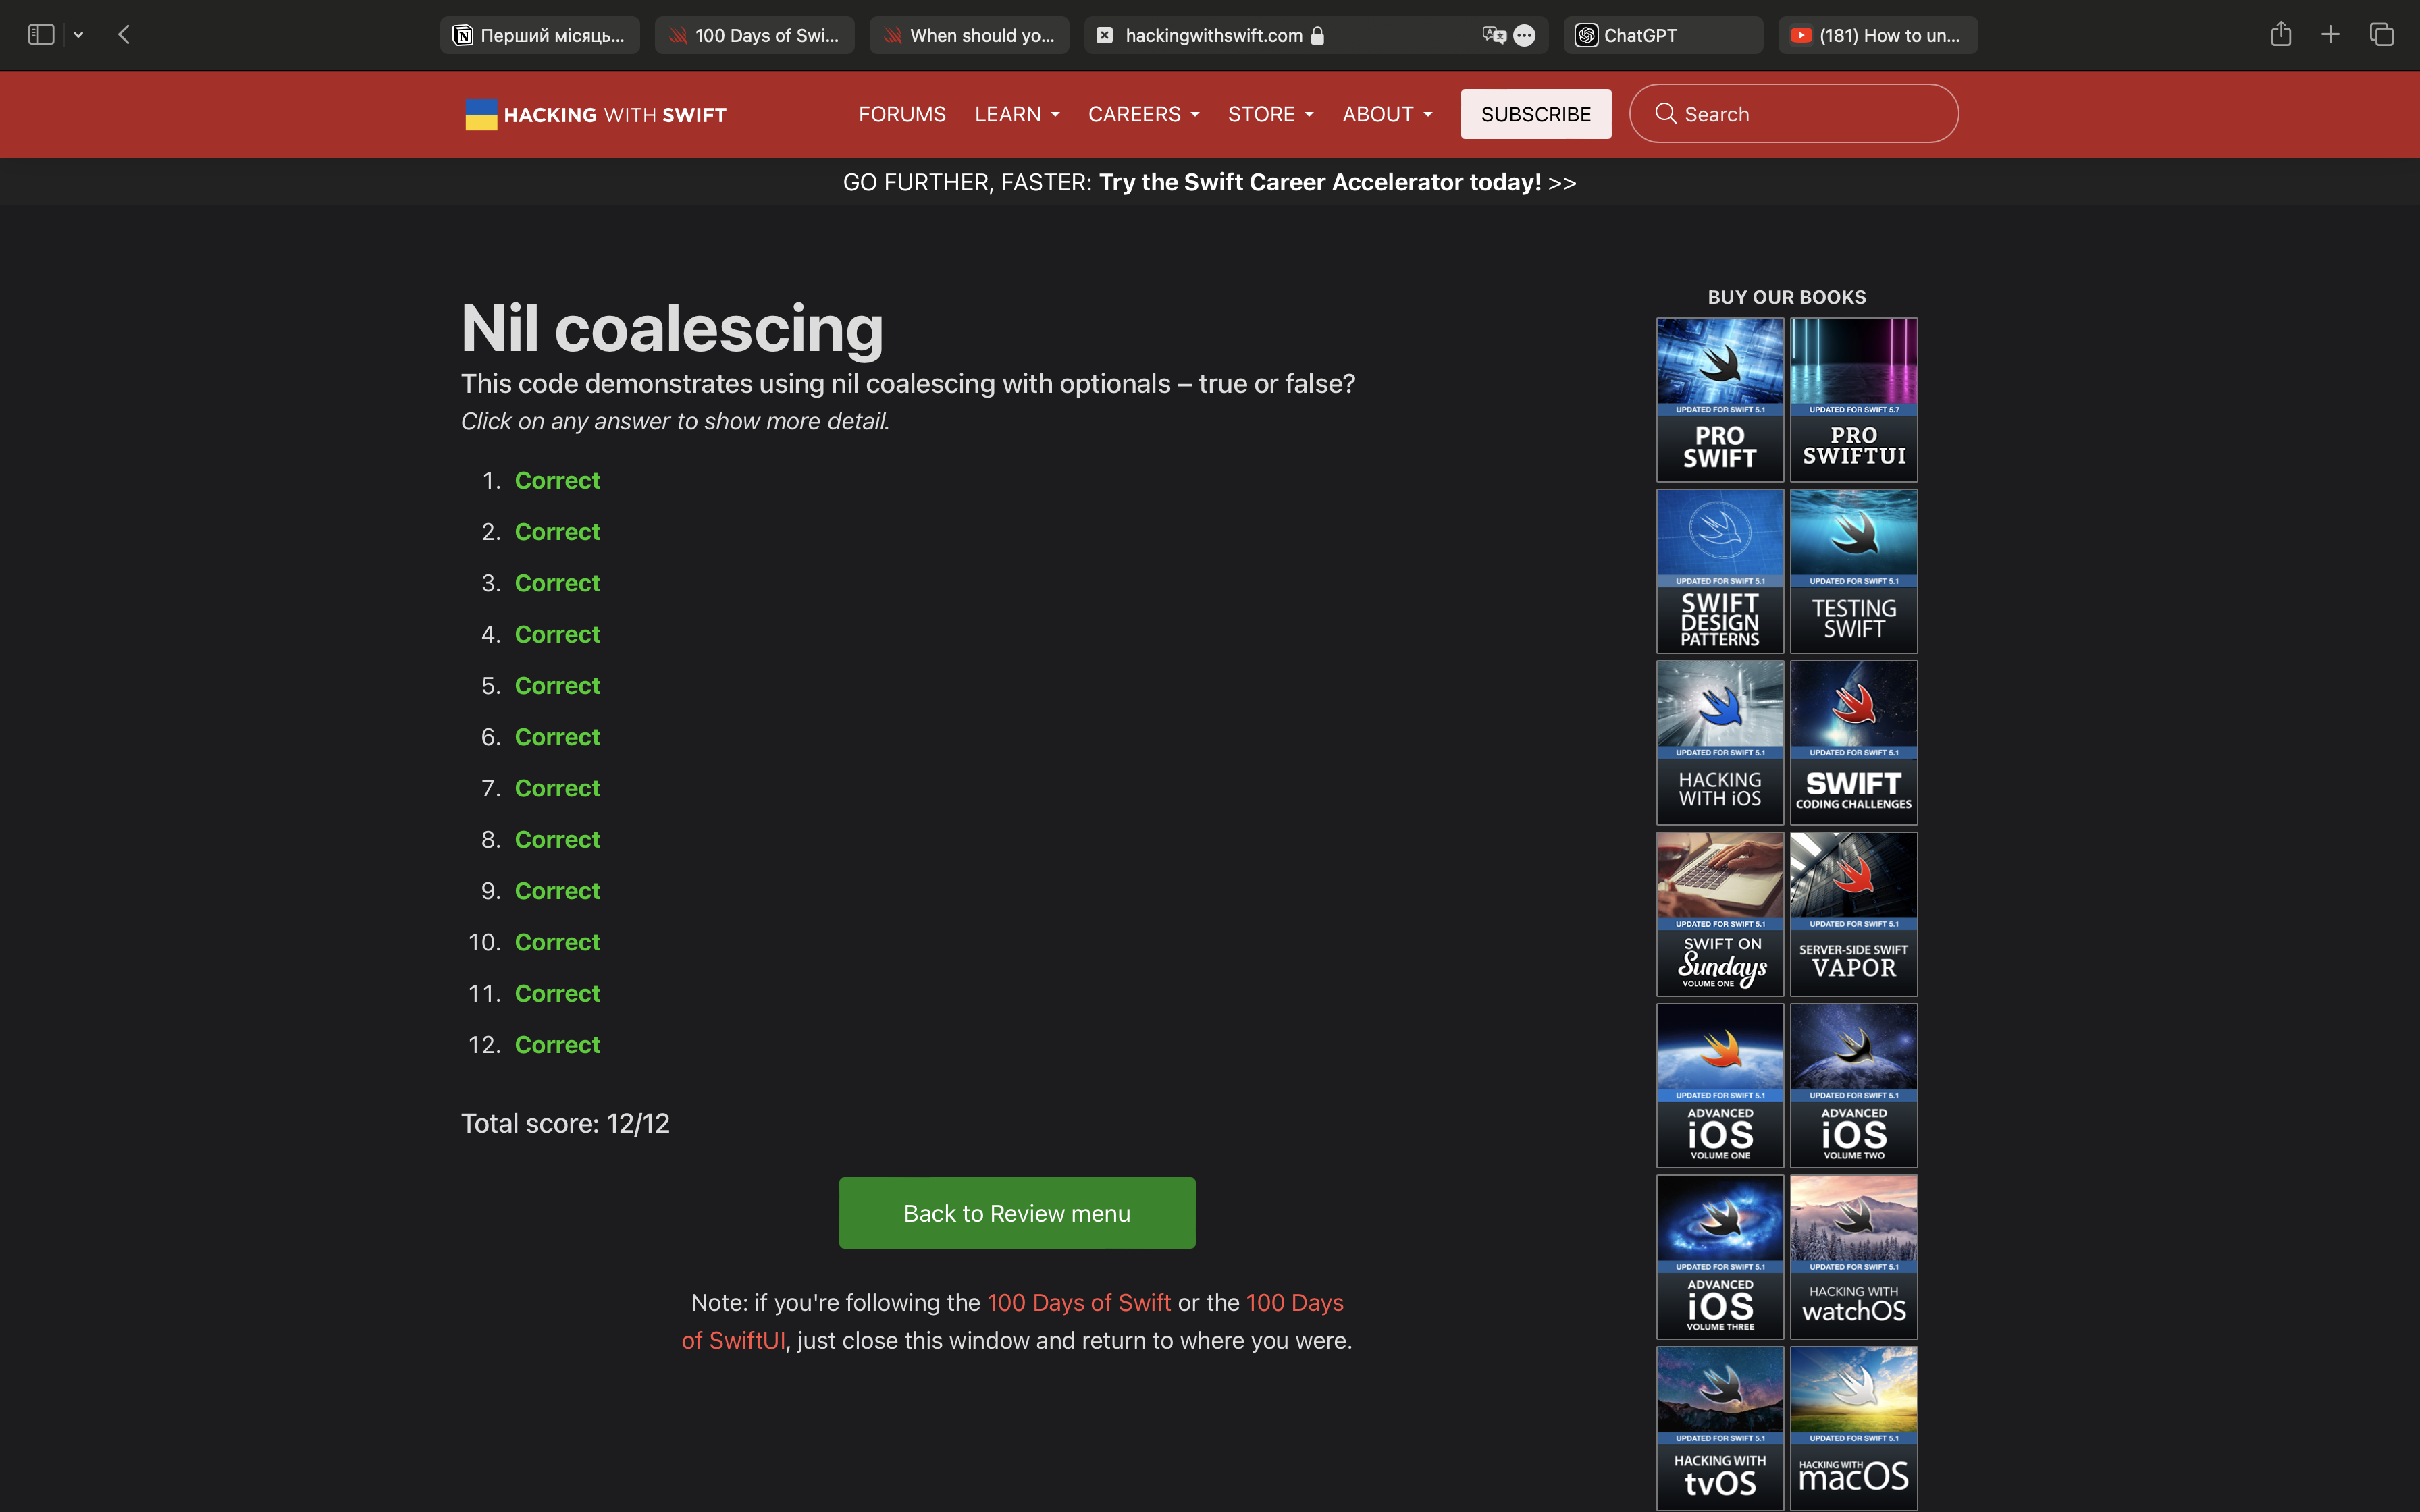 Перший місяць...
100 Days of Swi...
When should yo...
hackingwithswift.com
ChatGPT
(181) How to un...
HACKING WITH SWIFT
FORUMS
LEARN
CAREERS
STORE
ABOUT
SUBSCRIBE
Search
GO FURTHER, FASTER: Try the Swift Career Accelerator today! >>
Nil coalescing
This code demonstrates using nil coalescing with optionals – true or false?
Click on any answer to show more detail.
1. Correct
2. Correct
3. Correct
4. Correct
5. Correct
6. Correct
7. Correct
8. Correct
9. Correct
10. Correct
11. Correct
12. Correct
Total score: 12/12
Back to Review menu
Note: if you're following the 100 Days of Swift or the 100 Days
of SwiftUI, just close this window and return to where you were.
BUY OUR BOOKS
UPDATED FOR SWIFT 5.1
PRO
SWIFT
UPDATED FOR SWIFT 5.7
PRO
SWIFTUI
UPDATED FOR SWIFT 5.1
SWIFT
DESIGN
PATTERNS
UPDATED FOR SWIFT 5.1
TESTING
SWIFT
UPDATED FOR SWIFT 5.1
HACKING
WITH iOS
UPDATED FOR SWIFT 5.1
SWIFT
CODING CHALLENGES
UPDATED FOR SWIFT 5.1
SWIFT ON
Sundays
VOLUME ONE
UPDATED FOR SWIFT 5.1
SERVER-SIDE SWIFT
VAPOR
UPDATED FOR SWIFT 5.1
ADVANCED
iOS
VOLUME ONE
UPDATED FOR SWIFT 5.1
ADVANCED
iOS
VOLUME TWO
UPDATED FOR SWIFT 5.1
ADVANCED
iOS
VOLUME THREE
UPDATED FOR SWIFT 5.1
HACKING WITH
watchOS
UPDATED FOR SWIFT 5.1
HACKING WITH
tvOS
UPDATED FOR SWIFT 5.1
HACKING WITH
macOS